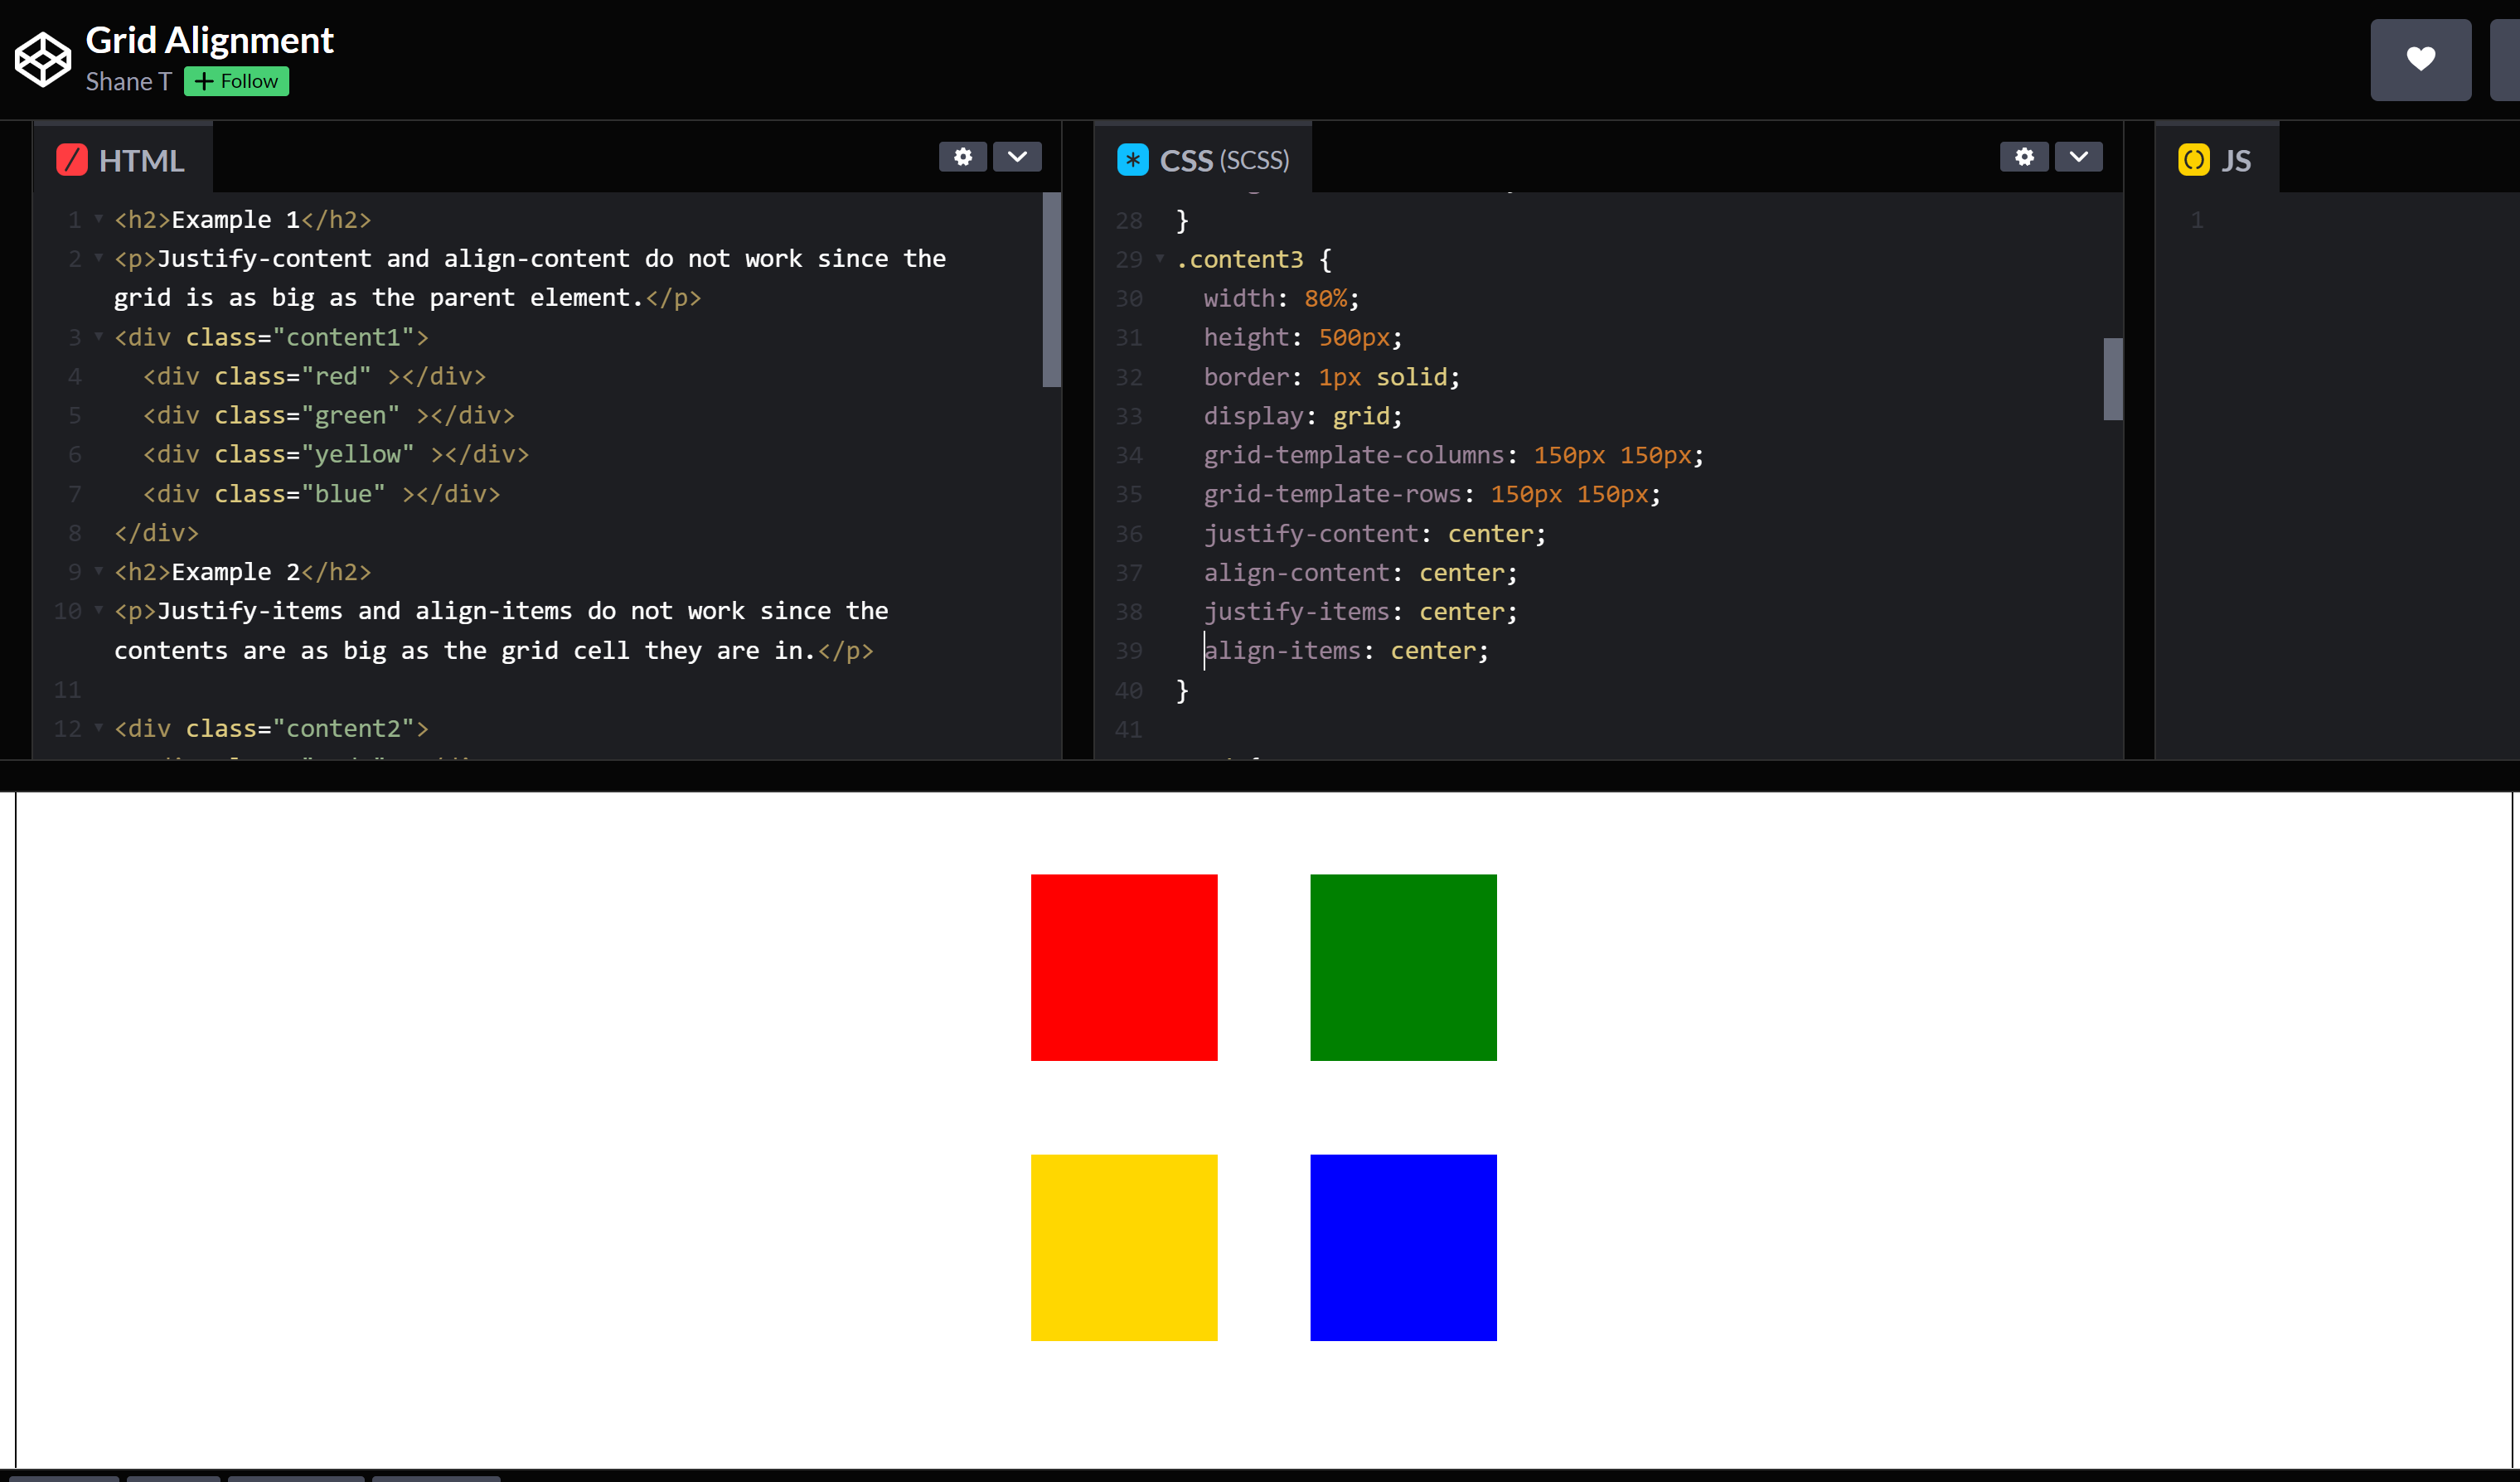 Grid Alignment
Shane T + Follow
HTML
1 <h2>Example 1</h2>
2 <p>Justify-content and align-content do not work since the
grid is as big as the parent element.</p>
3 <div class="content1">
4 <div class="red" ></div>
5 <div class="green" ></div>
6 <div class="yellow" ></div>
7 <div class="blue" ></div>
8 </div>
9 <h2>Example 2</h2>
10 <p>Justify-items and align-items do not work since the
contents are as big as the grid cell they are in.</p>
11
12 <div class="content2">
CSS (SCSS)
28 }
29 .content3 {
30 width: 80%;
31 height: 500px;
32 border: 1px solid;
33 display: grid;
34 grid-template-columns: 150px 150px;
35 grid-template-rows: 150px 150px;
36 justify-content: center;
37 align-content: center;
38 justify-items: center;
39 align-items: center;
40 }
41
JS
1